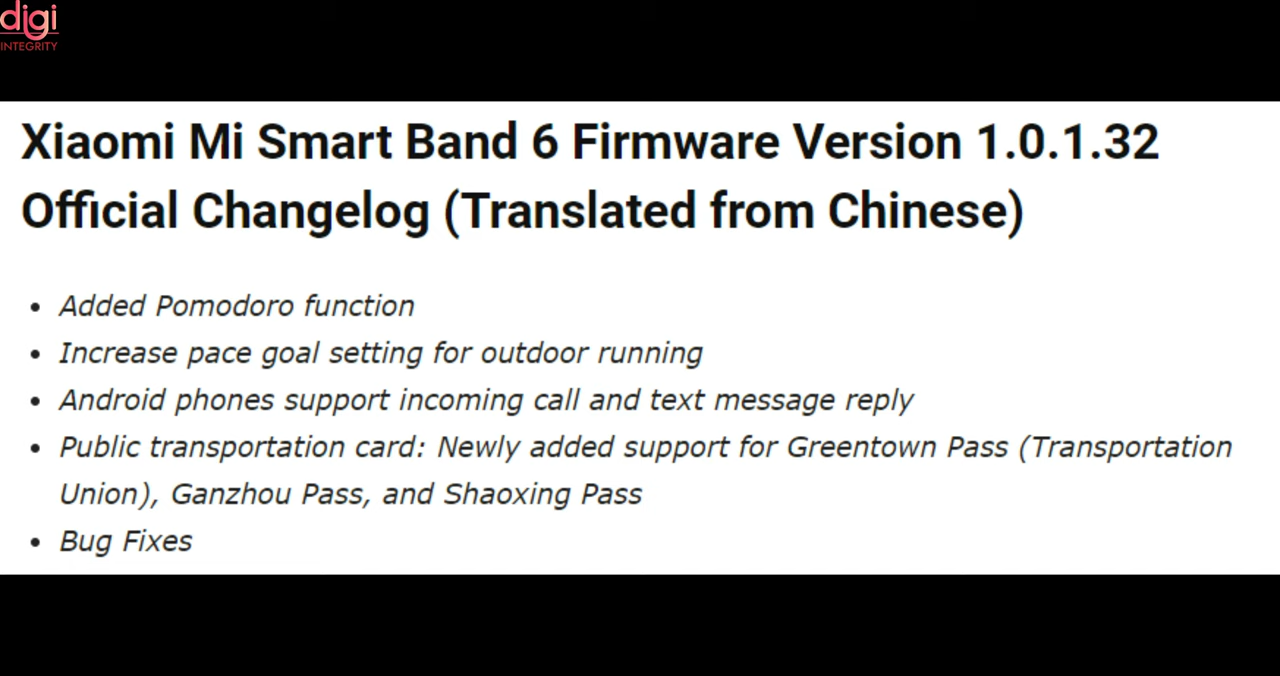 digi
INTEGRITY
Xiaomi Mi Smart Band 6 Firmware Version 1.0.1.32
Official Changelog (Translated from Chinese)
• Added Pomodoro function
• Increase pace goal setting for outdoor running
• Android phones support incoming call and text message reply
• Public transportation card: Newly added support for Greentown Pass (Transportation
Union), Ganzhou Pass, and Shaoxing Pass
• Bug Fixes